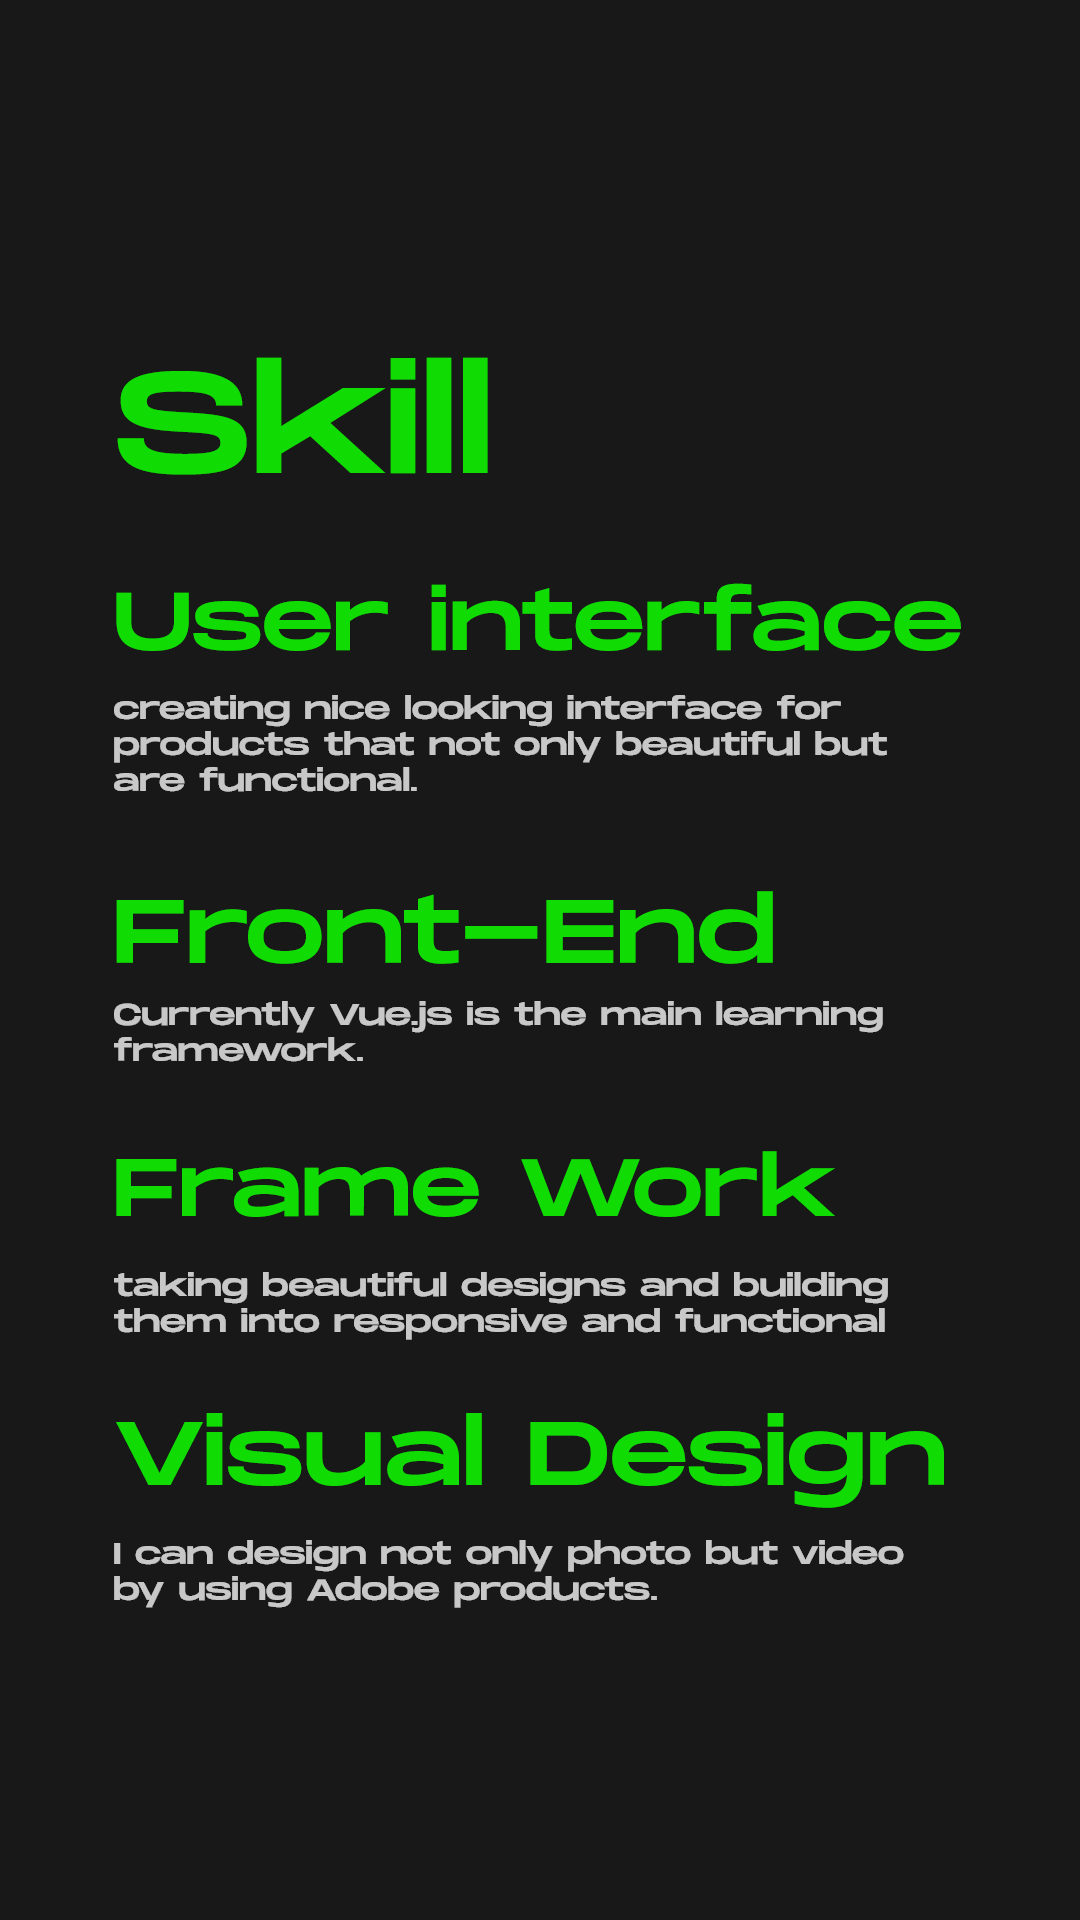 Skill
User interface
creating nice looking interface for
products that not only beautiful but
are functional.
Front-End
Currently Vue.js is the main learning
framework.
Frame Work
taking beautiful designs and building
them into responsive and functional
Visual Design
I can design not only photo but video
by using Adobe products.